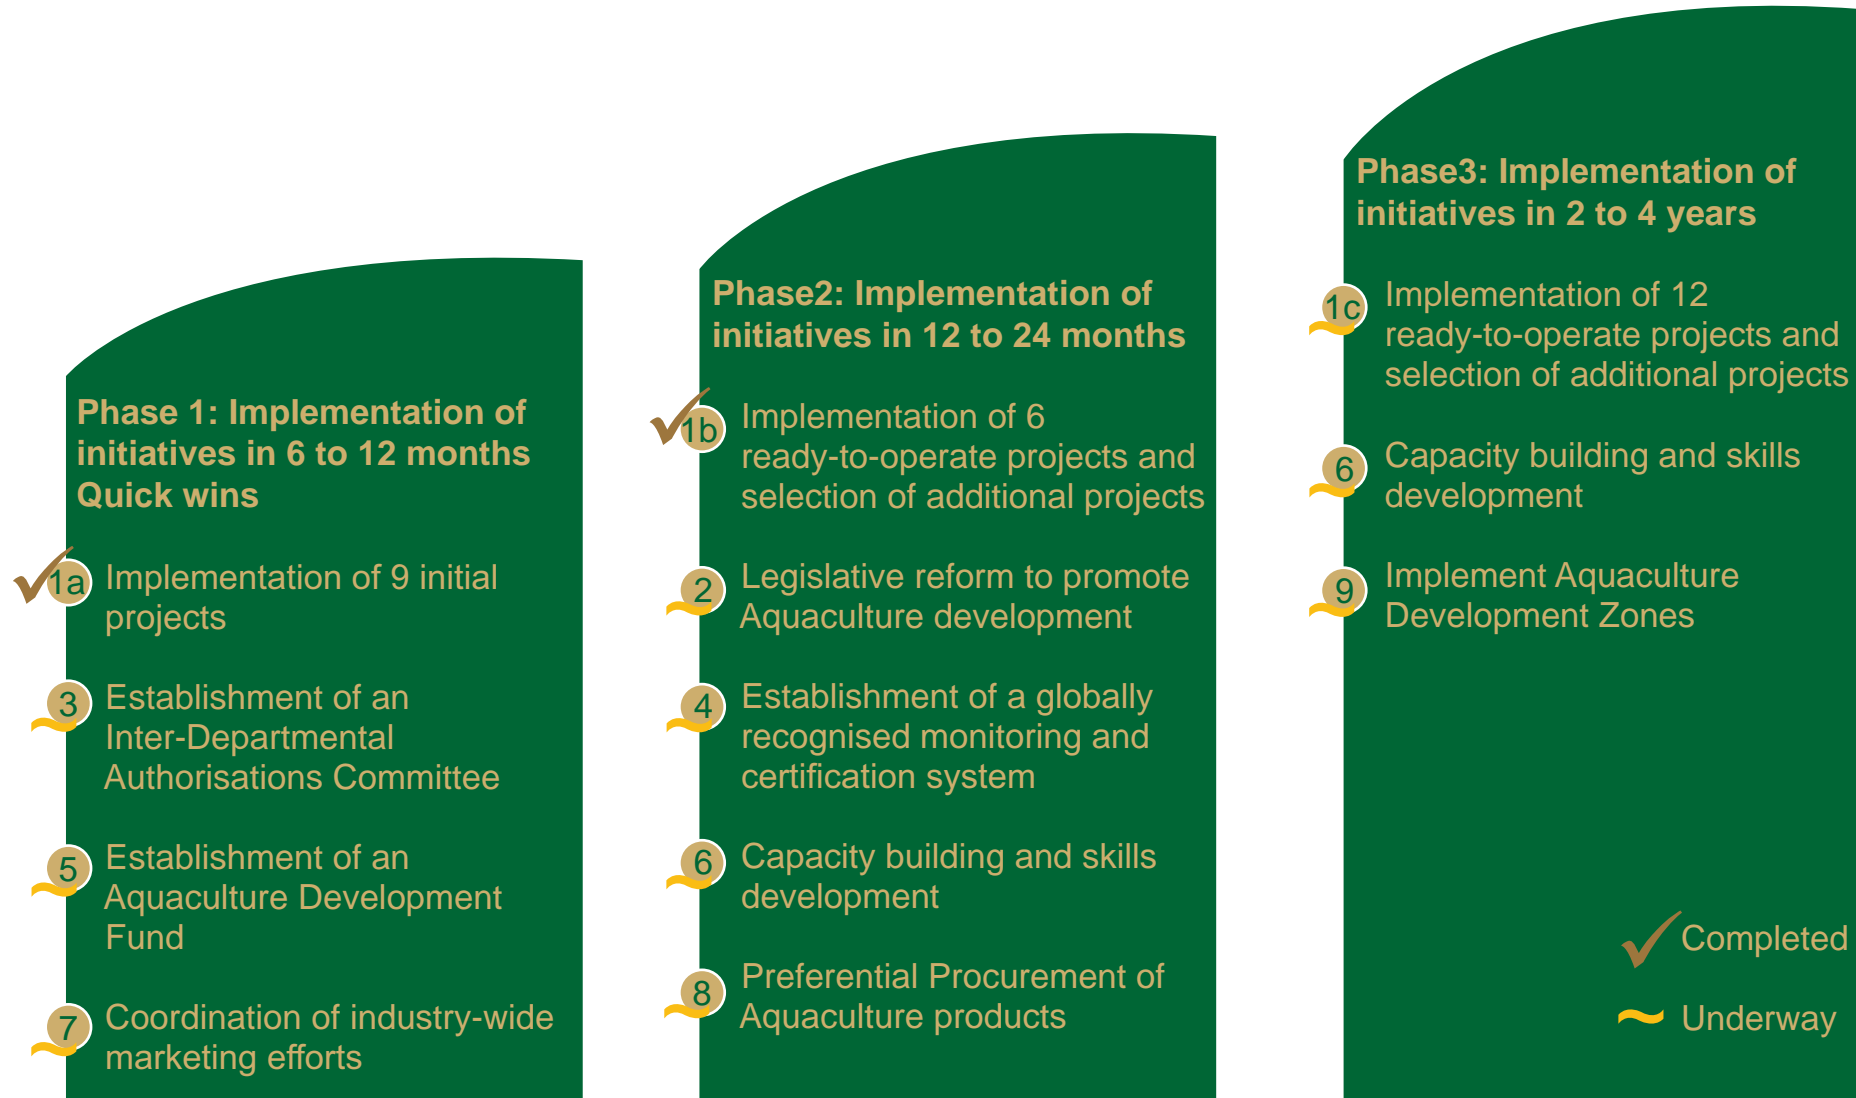 Phase 1: Implementation of
initiatives in 6 to 12 months
Quick wins
1a Implementation of 9 initial
projects
3 Establishment of an
Inter-Departmental
Authorisations Committee
5 Establishment of an
Aquaculture Development
Fund
7 Coordination of industry-wide
marketing efforts
Phase2: Implementation of
initiatives in 12 to 24 months
1b Implementation of 6
ready-to-operate projects and
selection of additional projects
2 Legislative reform to promote
Aquaculture development
4 Establishment of a globally
recognised monitoring and
certification system
6 Capacity building and skills
development
8 Preferential Procurement of
Aquaculture products
Phase3: Implementation of
initiatives in 2 to 4 years
1c Implementation of 12
ready-to-operate projects and
selection of additional projects
6 Capacity building and skills
development
9 Implement Aquaculture
Development Zones
Completed
Underway